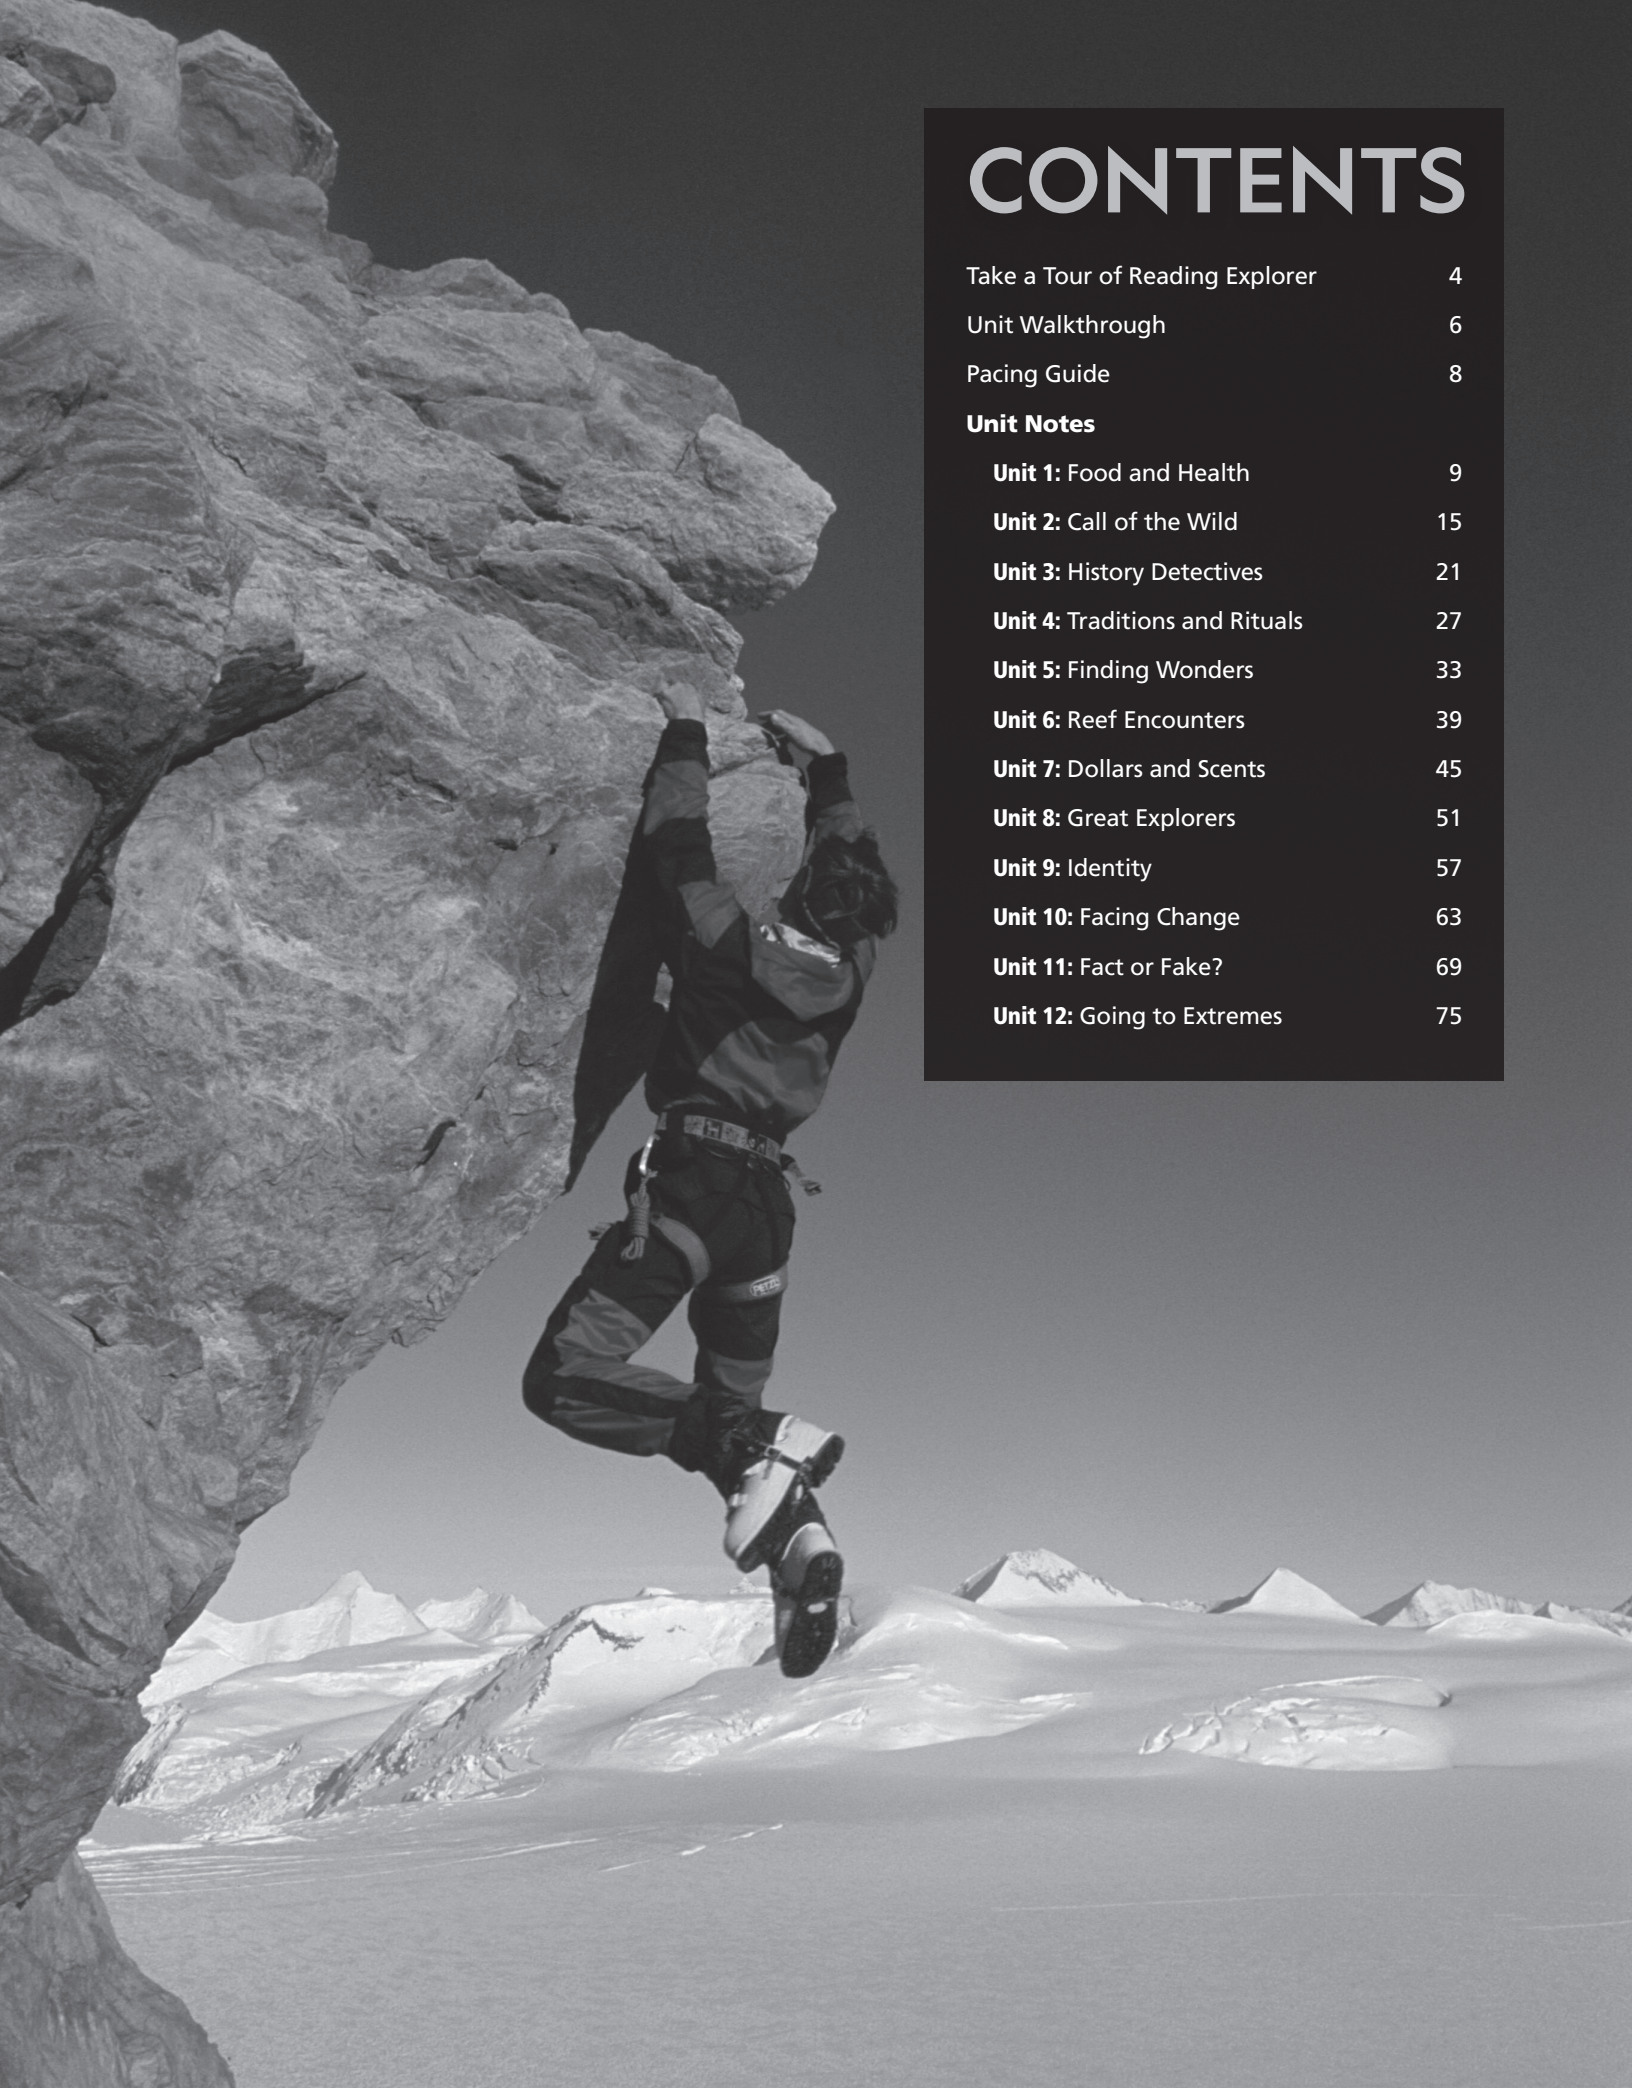 CONTENTS
Take a Tour of Reading Explorer 4
Unit Walkthrough 6
Pacing Guide 8
Unit Notes
Unit 1: Food and Health 9
Unit 2: Call of the Wild 15
Unit 3: History Detectives 21
Unit 4: Traditions and Rituals 27
Unit 5: Finding Wonders 33
Unit 6: Reef Encounters 39
Unit 7: Dollars and Scents 45
Unit 8: Great Explorers 51
Unit 9: Identity 57
Unit 10: Facing Change 63
Unit 11: Fact or Fake? 69
Unit 12: Going to Extremes 75
PETZL